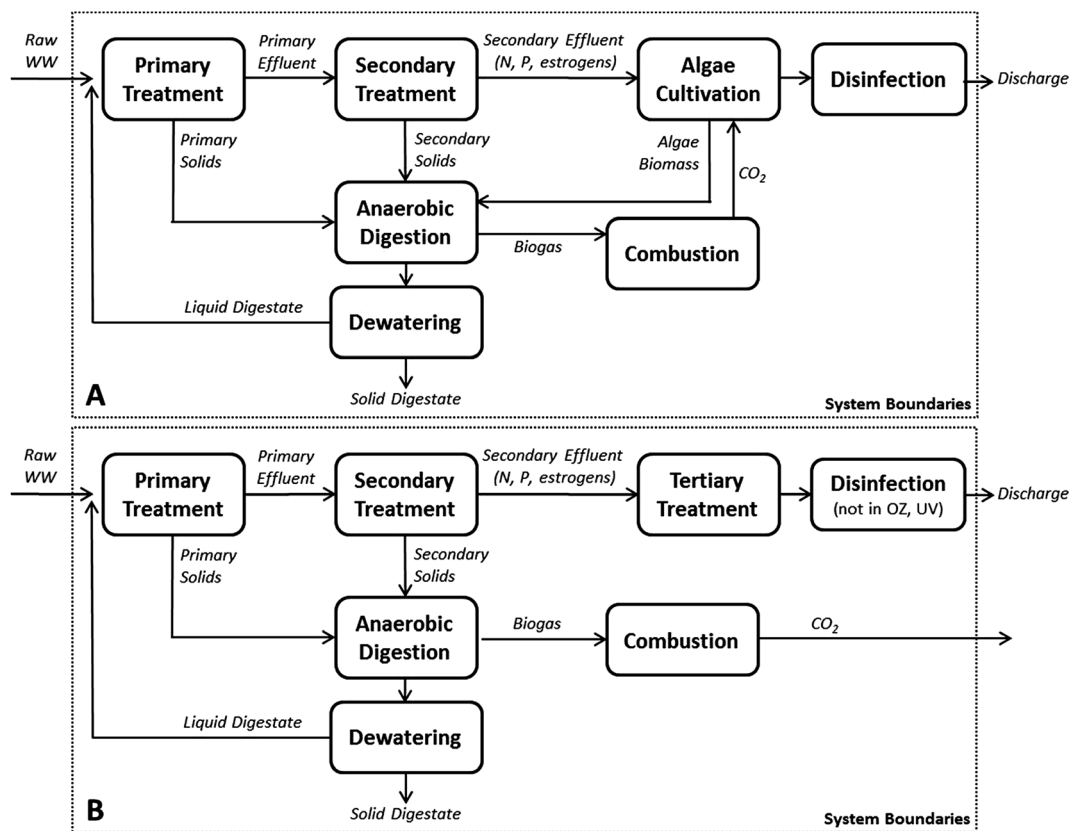 Raw
WW
Primary
Treatment
Primary
Effluent
Secondary
Treatment
Secondary Effluent
(N, P, estrogens)
Algae
Cultivation
Disinfection
Discharge
Primary
Solids
Secondary
Solids
Algae
Biomass
CO2
Anaerobic
Digestion
Biogas
Combustion
Liquid Digestate
Dewatering
Solid Digestate
A
System Boundaries
Raw
WW
Primary
Treatment
Primary
Effluent
Secondary
Treatment
Secondary Effluent
(N, P, estrogens)
Tertiary
Treatment
Disinfection
(not in OZ, UV)
Discharge
Primary
Solids
Secondary
Solids
Anaerobic
Digestion
Biogas
Combustion
CO2
Liquid Digestate
Dewatering
Solid Digestate
B
System Boundaries